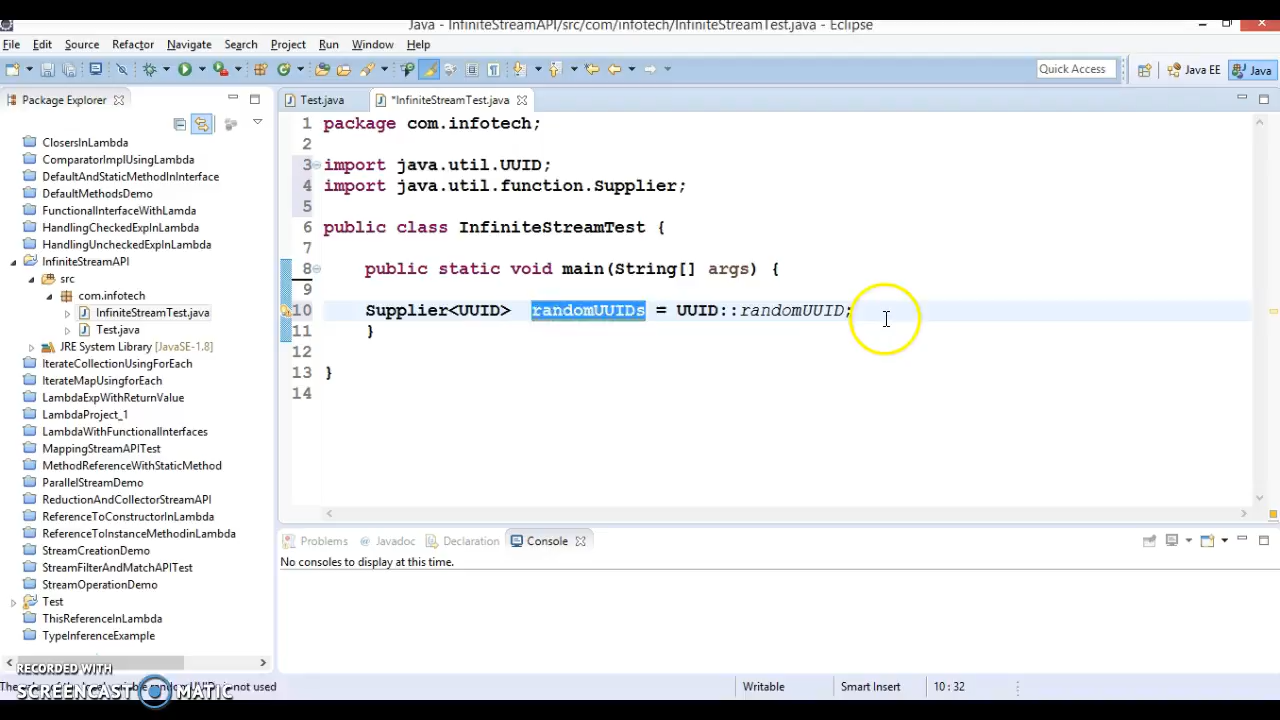 Java - InfiniteStreamAPI/src/com/infotech/InfiniteStreamTest.java - Eclipse
File Edit Source Refactor Navigate Search Project Run Window Help
Quick Access Java EE Java
Package Explorer Test.java *InfiniteStreamTest.java
ClosersInLambda
ComparatorImplUsingLambda
DefaultAndStaticMethodInInterface
DefaultMethodsDemo
FunctionalInterfaceWithLamda
HandlingCheckedExpInLambda
HandlingUncheckedExpInLambda
InfiniteStreamAPI
src
com.infotech
InfiniteStreamTest.java
Test.java
JRE System Library [JavaSE-1.8]
IterateCollectionUsingForEach
IterateMapUsingforEach
LambdaExpWithReturnValue
LambdaProject_1
LambdaWithFunctionalInterfaces
MappingStreamAPITest
MethodReferenceWithStaticMethod
ParallelStreamDemo
ReductionAndCollectorStreamAPI
ReferenceToConstructorInLambda
ReferenceToInstanceMethodinLambda
StreamCreationDemo
StreamFilterAndMatchAPITest
StreamOperationDemo
Test
ThisReferenceInLambda
TypeInferenceExample
1 package com.infotech;
2
3 import java.util.UUID;
4 import java.util.function.Supplier;
5
6 public class InfiniteStreamTest {
7
8 public static void main(String[] args) {
9
10 Supplier<UUID> randomUUIDs = UUID::randomUUID;
11 }
12
13 }
14
Problems Javadoc Declaration Console
No consoles to display at this time.
RECORDED WITH
SCREENCAST MATIC
is not used
Writable Smart Insert 10 : 32